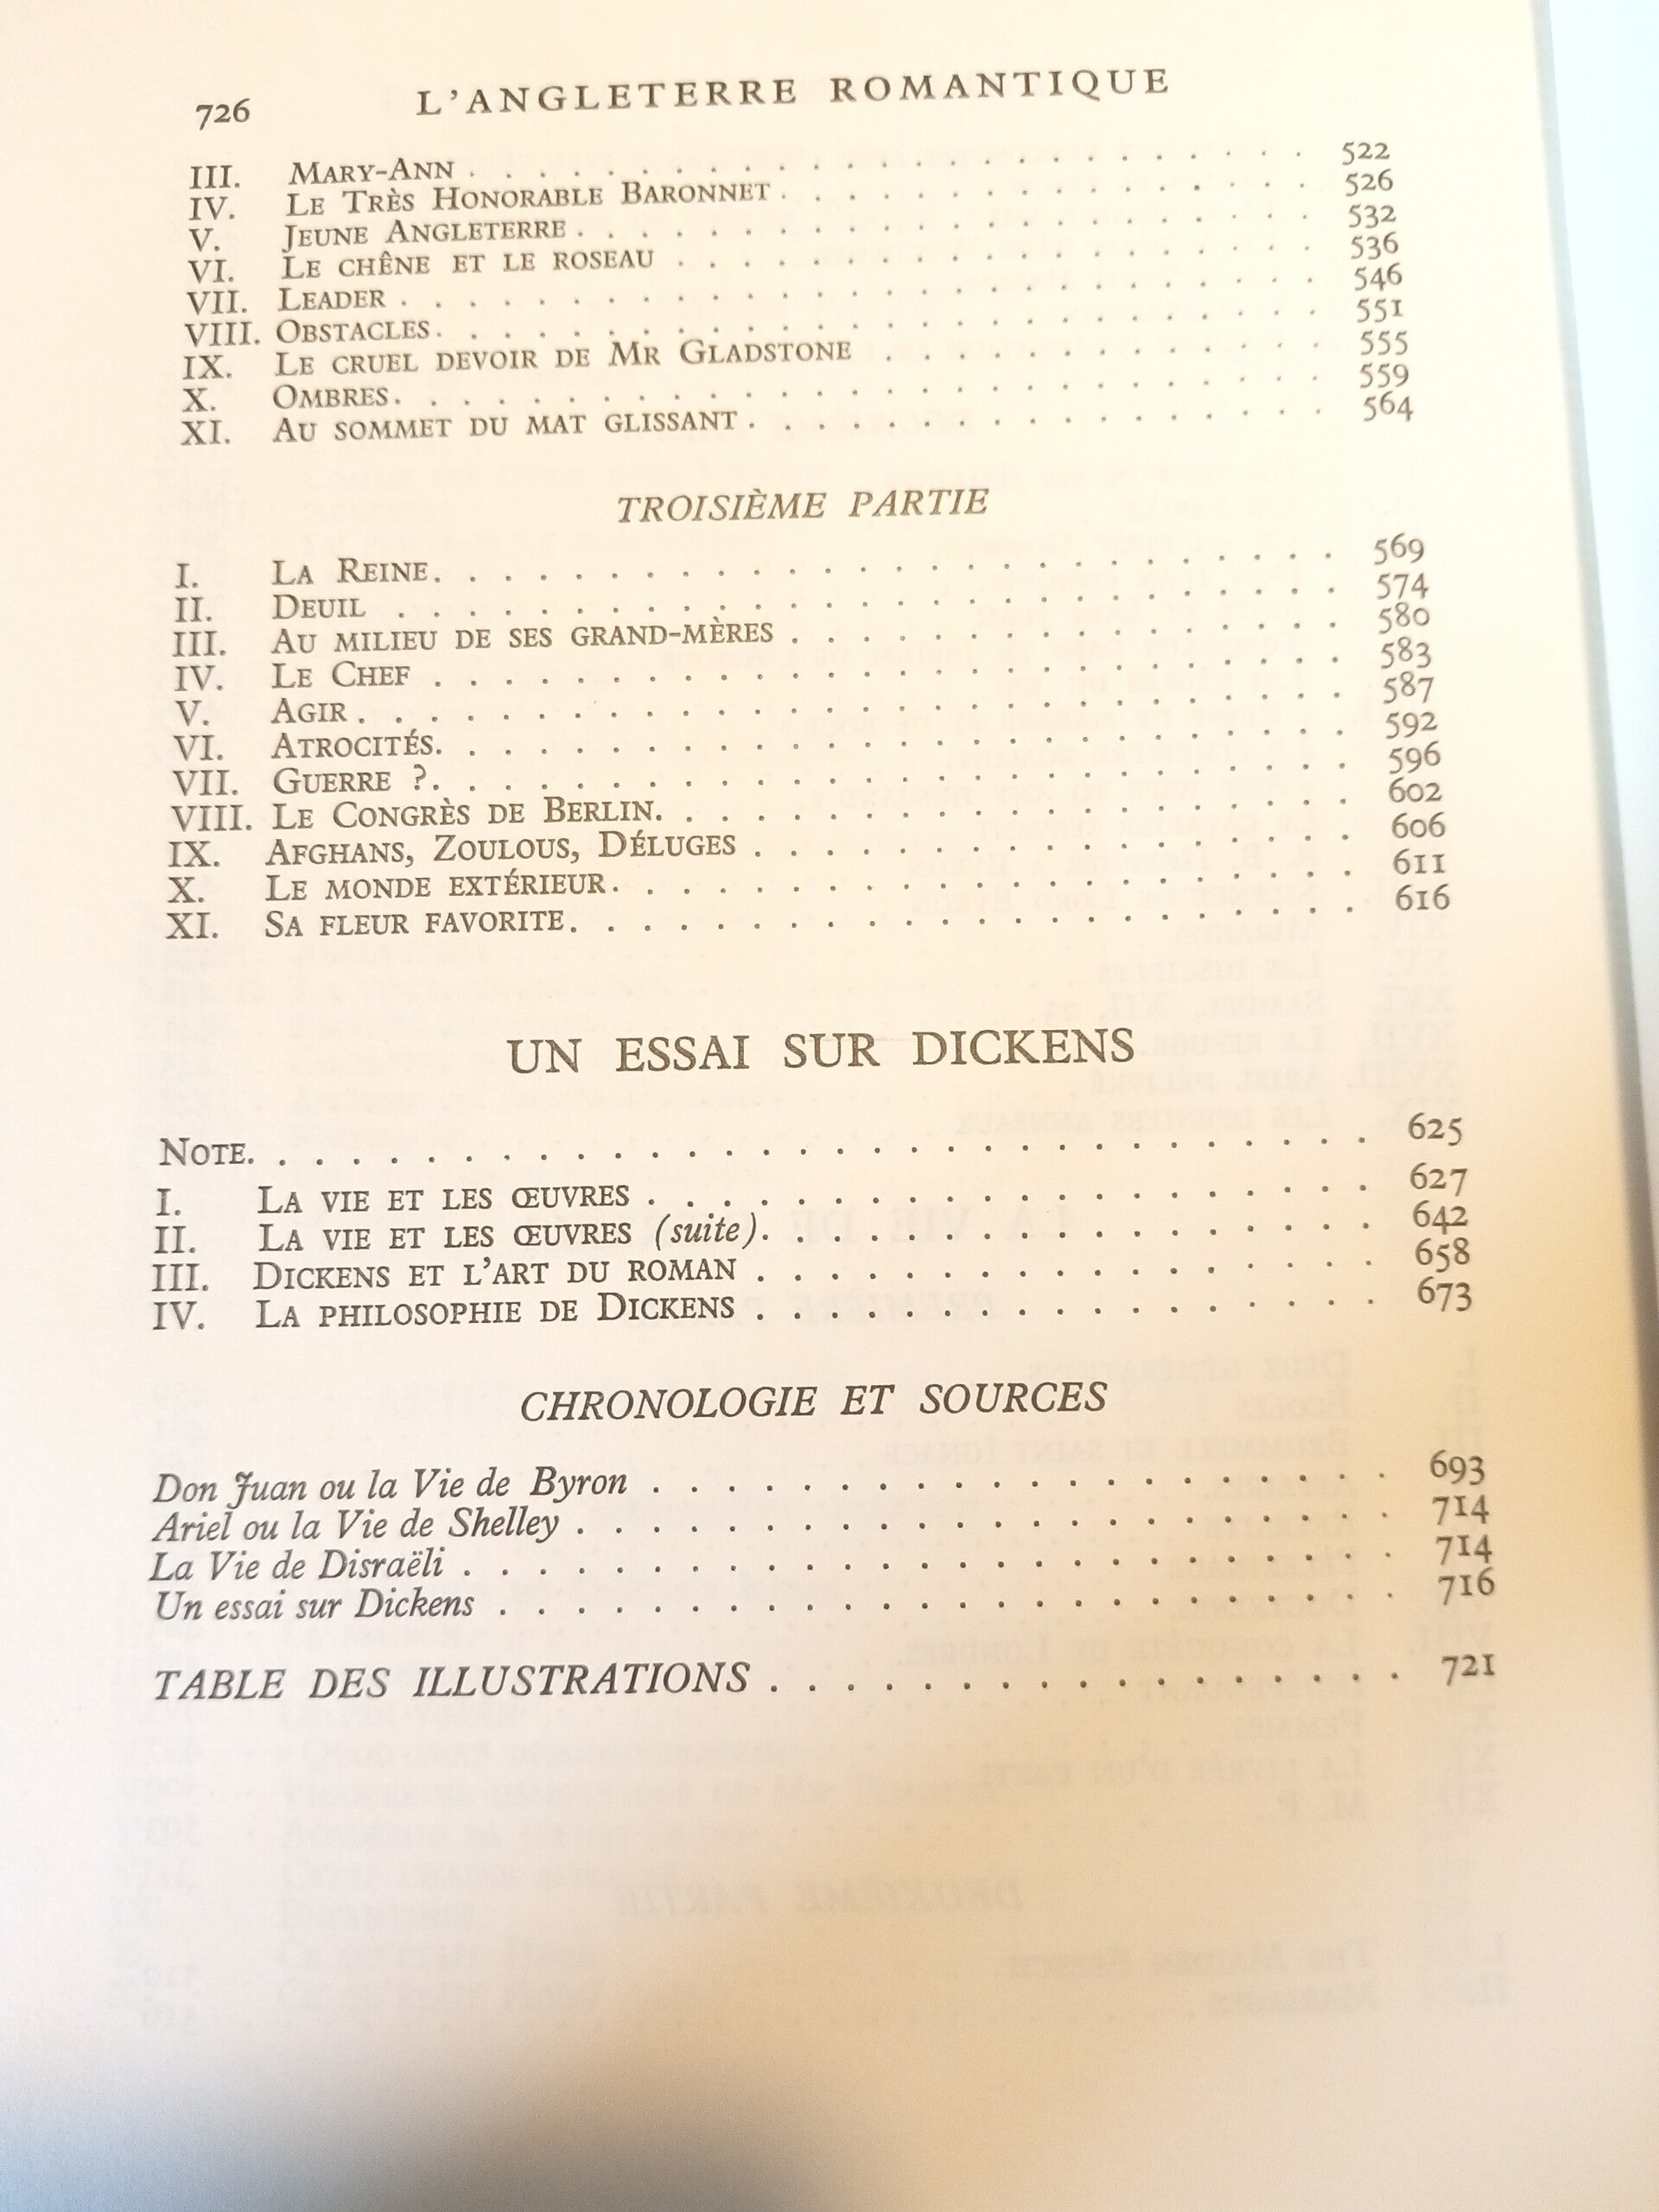 726 L'ANGLETERRE ROMANTIQUE
III. MARY-ANN . . . . . . . . . . 522
IV. LE TRÈS HONORABLE BARONNET . . . . . . . . . . 526
V. JEUNE ANGLETERRE . . . . . . . . . . 532
VI. LE CHÊNE ET LE ROSEAU . . . . . . . . . . 536
VII. LEADER . . . . . . . . . . 546
VIII. OBSTACLES . . . . . . . . . . 551
IX. LE CRUEL DEVOIR DE MR GLADSTONE . . . . . . . . . . 555
X. OMBRES . . . . . . . . . . 559
XI. AU SOMMET DU MAT GLISSANT . . . . . . . . . . 564
TROISIÈME PARTIE
I. LA REINE . . . . . . . . . . 569
II. DEUIL . . . . . . . . . . 574
III. AU MILIEU DE SES GRAND-MÈRES . . . . . . . . . . 580
IV. LE CHEF . . . . . . . . . . 583
V. AGIR . . . . . . . . . . 587
VI. ATROCITÉS . . . . . . . . . . 592
VII. GUERRE ? . . . . . . . . . . 596
VIII. LE CONGRÈS DE BERLIN . . . . . . . . . . 602
IX. AFGHANS, ZOULOUS, DÉLUGES . . . . . . . . . . 606
X. LE MONDE EXTÉRIEUR . . . . . . . . . . 611
XI. SA FLEUR FAVORITE . . . . . . . . . . 616
UN ESSAI SUR DICKENS
NOTE . . . . . . . . . . 625
I. LA VIE ET LES ŒUVRES . . . . . . . . . . 627
II. LA VIE ET LES ŒUVRES (suite) . . . . . . . . . . 642
III. DICKENS ET L'ART DU ROMAN . . . . . . . . . . 658
IV. LA PHILOSOPHIE DE DICKENS . . . . . . . . . . 673
CHRONOLOGIE ET SOURCES
Don Juan ou la Vie de Byron . . . . . . . . . . 693
Ariel ou la Vie de Shelley . . . . . . . . . . 714
La Vie de Disraëli . . . . . . . . . . 714
Un essai sur Dickens . . . . . . . . . . 716
TABLE DES ILLUSTRATIONS . . . . . . . . . . 721